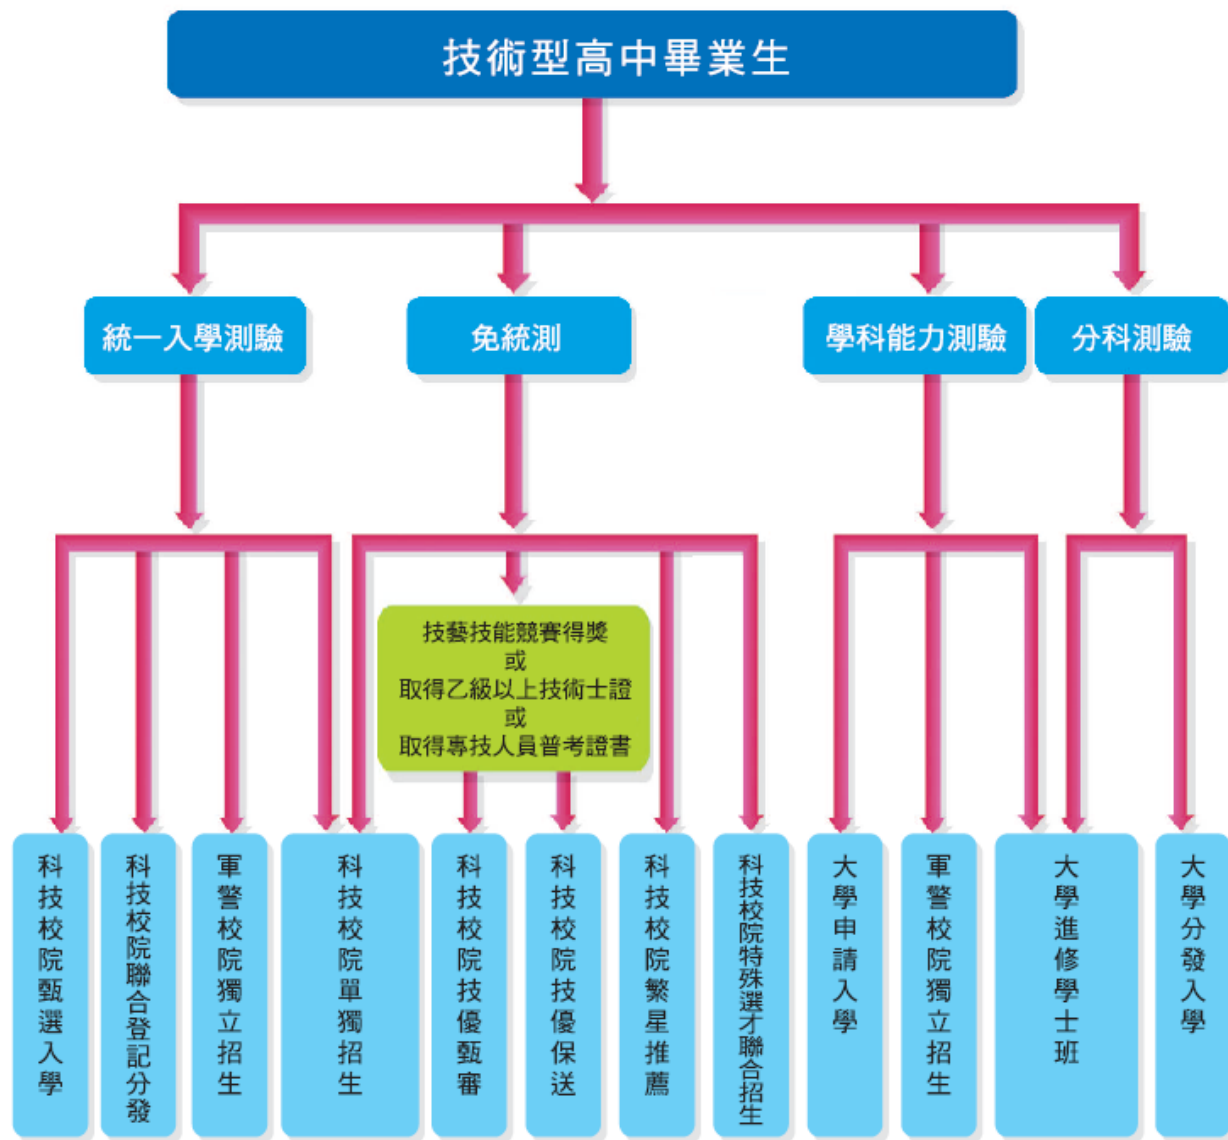 技術型高中畢業生
統一入學測驗
免統測
學科能力測驗
分科測驗
技藝技能競賽得獎
或
取得乙級以上技術士證
或
取得專技人員普考證書
科技校院甄選入學
科技校院聯合登記分發
軍警校院獨立招生
科技校院單獨招生
科技校院技優甄審
科技校院技優保送
科技校院繁星推薦
科技校院特殊選才聯合招生
大學申請入學
軍警校院獨立招生
大學進修學士班
大學分發入學